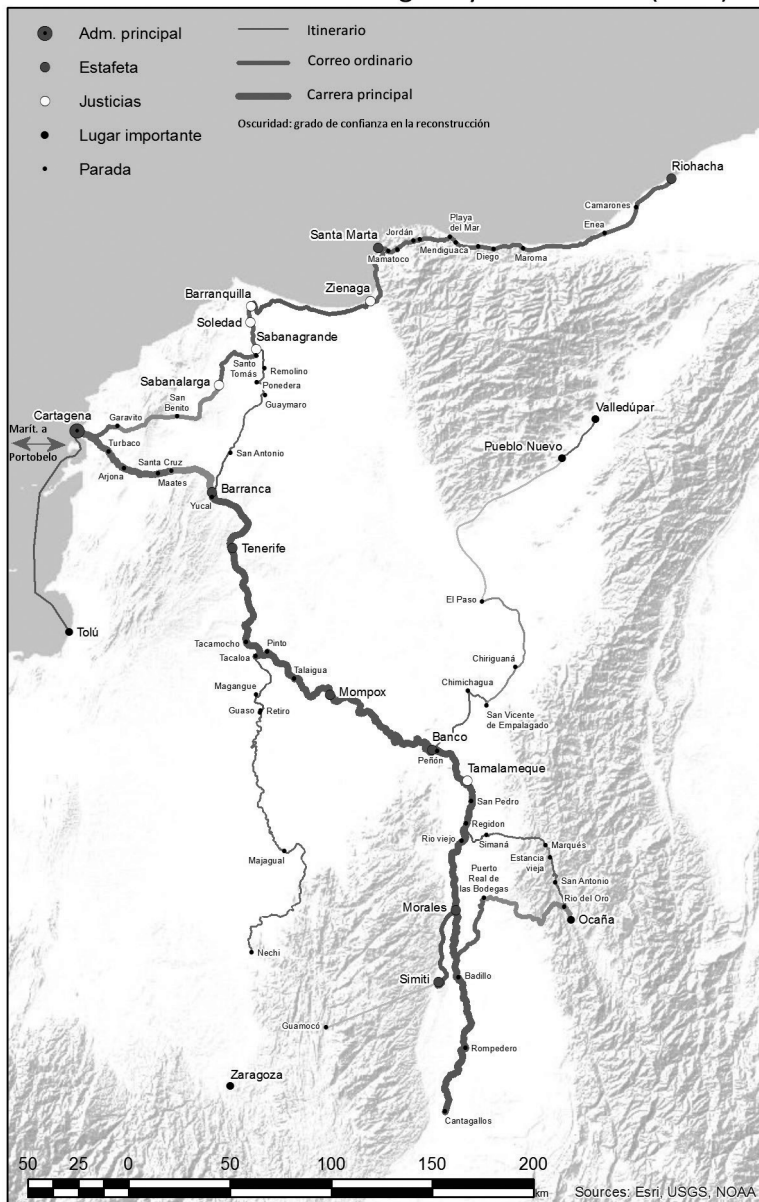 Adm. principal
Estafeta
Justicias
Lugar importante
Parada
Itinerario
Correo ordinario
Carrera principal
Oscuridad: grado de confianza en la reconstrucción
Riohacha
Camarones
Enea
Playa
del Mar
Jordán
Santa Marta
Mamatoco
Mendiguaca
Diego
Maroma
Zienaga
Barranquilla
Soledad
Sabanagrande
Santo
Tomás
Remolino
Sabanalarga
Ponedera
San
Benito
Guaymaro
Cartagena
Garavito
Marít. a
Portobelo
Turbaco
San Antonio
Santa Cruz
Arjona
Maates
Barranca
Yucal
Valledúpar
Pueblo Nuevo
Tenerife
El Paso
Tolú
Tacamocho
Pinto
Tacaloa
Talaigua
Chiriguaná
Chimichagua
Magangue
Mompox
Guaso
Retiro
San Vicente
de Empalagado
Banco
Peñón
Tamalameque
San Pedro
Regidon
Rio viejo
Simaná
Marqués
Estancia
vieja
Majagual
Puerto
Real de
las Bodegas
San Antonio
Rio del Oro
Morales
Ocaña
Nechi
Simiti
Badillo
Guamocó
Rompedero
Zaragoza
Cantagallos
50 25 0 50 100 150 200
km
Sources: Esri, USGS, NOAA